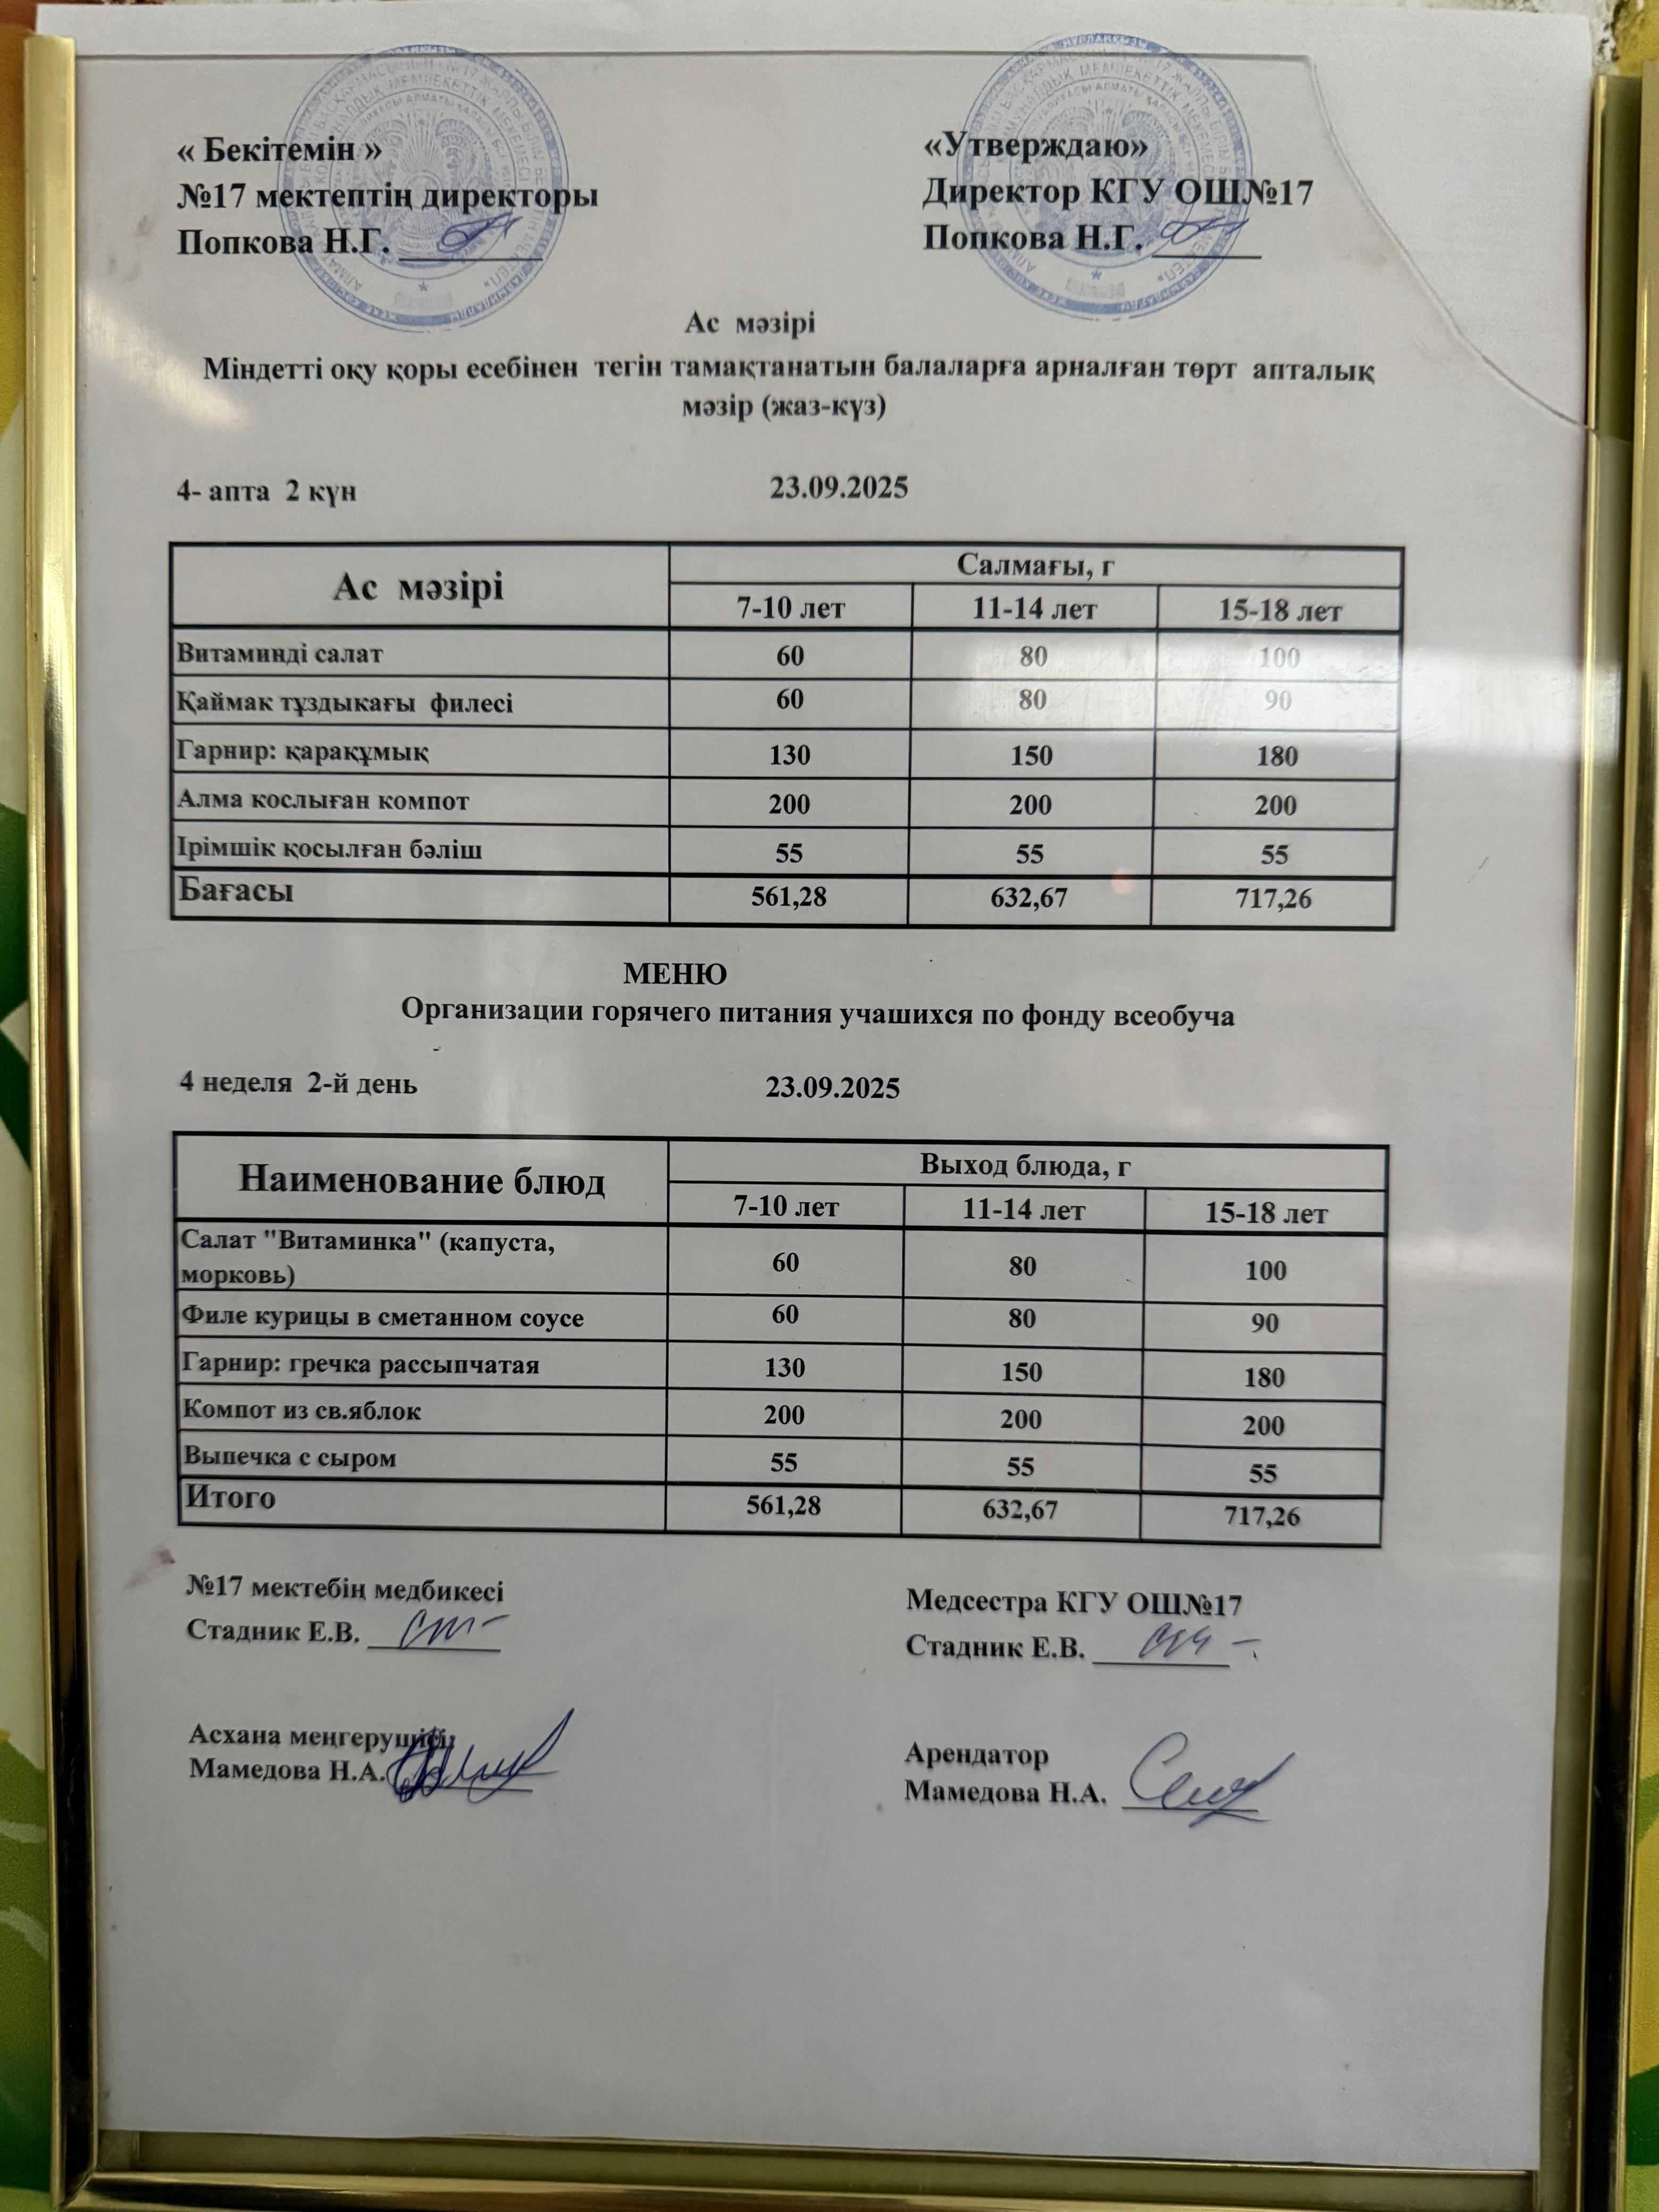 « Бекітемін » «Утверждаю»
№17 мектептің директоры Директор КГУ ОШ№17
Попкова Н.Г. Попкова Н.Г.
Ас мәзірі
Міндетті оқу қоры есебінен тегін тамақтанатын балаларға арналған төрт апталық
мәзір (жаз-күз)
4- апта 2 күн 23.09.2025
Ас мәзірі Салмағы, г
7-10 лет 11-14 лет 15-18 лет
Витаминді салат 60 80 100
Қаймак тұздыкағы филесі 60 80 90
Гарнир: қарақұмық 130 150 180
Алма кослыған компот 200 200 200
Ірімшік қосылған бәліш 55 55 55
Бағасы 561,28 632,67 717,26
МЕНЮ
Организации горячего питания учашихся по фонду всеобуча
4 неделя 2-й день 23.09.2025
Наименование блюд Выход блюда, г
7-10 лет 11-14 лет 15-18 лет
Салат "Витаминка" (капуста,
морковь) 60 80 100
Филе курицы в сметанном соусе 60 80 90
Гарнир: гречка рассыпчатая 130 150 180
Компот из св.яблок 200 200 200
Выпечка с сыром 55 55 55
Итого 561,28 632,67 717,26
№17 мектебің медбикесі Медсестра КГУ ОШ№17
Стадник Е.В. Стадник Е.В.
Асхана меңгерушісі: Арендатор
Мамедова Н.А. Мамедова Н.А.